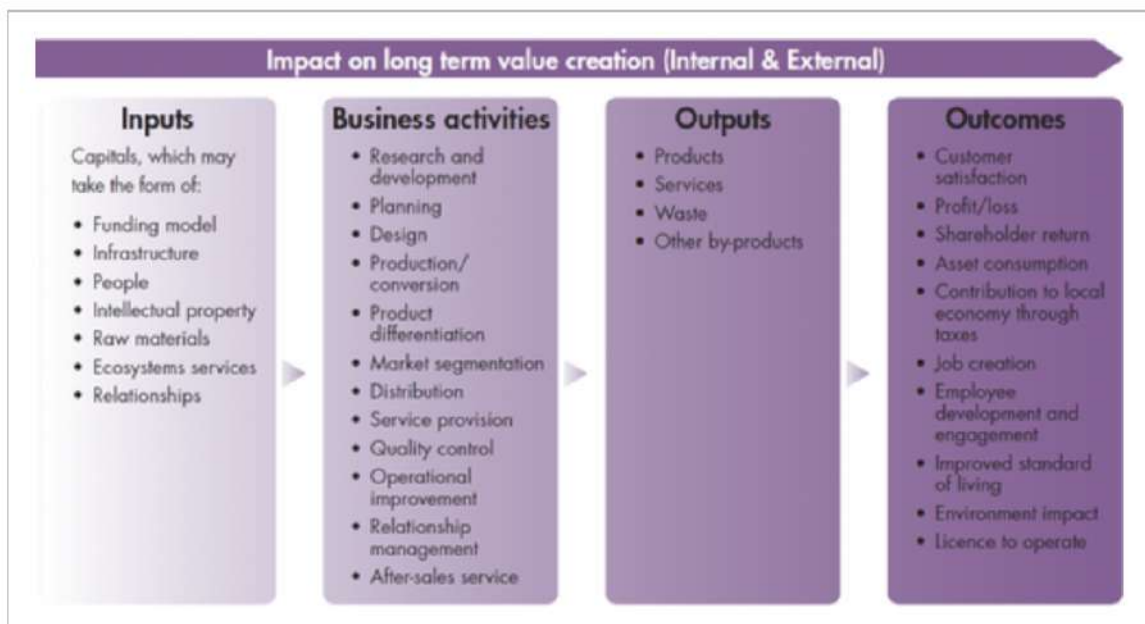 Impact on long term value creation (Internal & External)
Inputs
Capitals, which may
take the form of:
• Funding model
• Infrastructure
• People
• Intellectual property
• Raw materials
• Ecosystems services
• Relationships
Business activities
• Research and
development
• Planning
• Design
• Production/
conversion
• Product
differentiation
• Market segmentation
• Distribution
• Service provision
• Quality control
• Operational
improvement
• Relationship
management
• After-sales service
Outputs
• Products
• Services
• Waste
• Other by-products
Outcomes
• Customer
satisfaction
• Profit/loss
• Shareholder return
• Asset consumption
• Contribution to local
economy through
taxes
• Job creation
• Employee
development and
engagement
• Improved standard
of living
• Environment impact
• Licence to operate